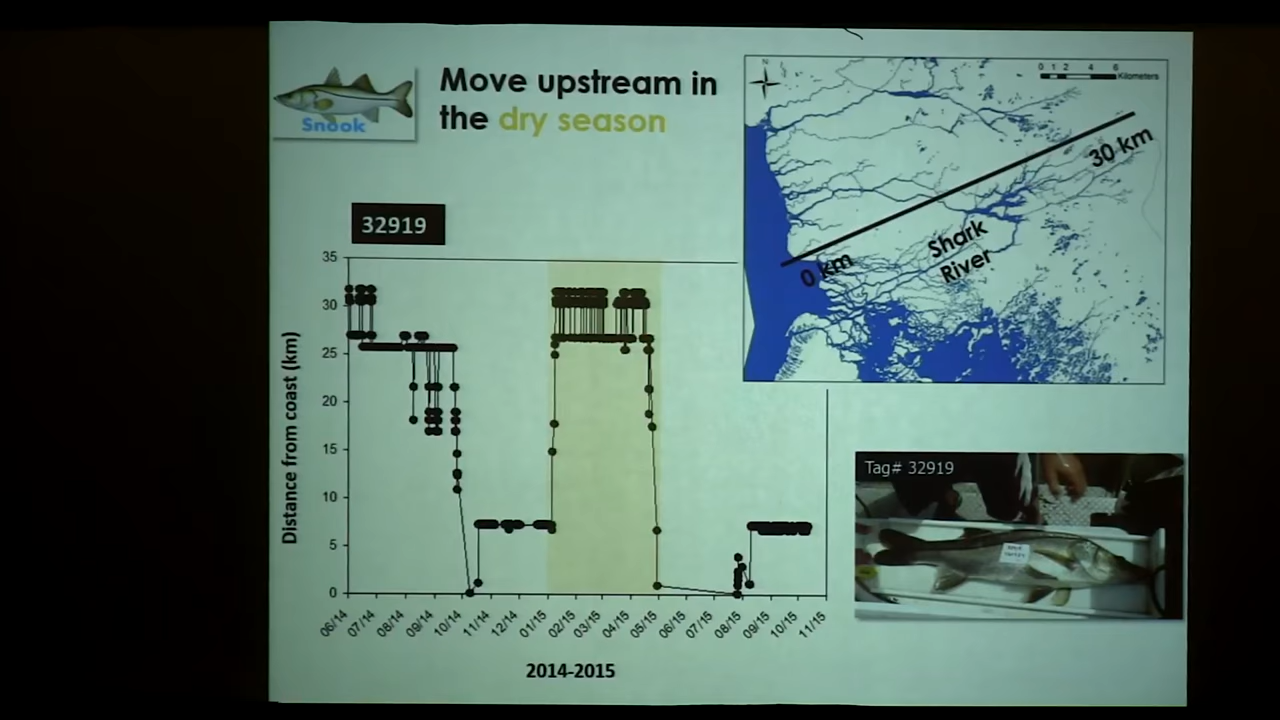 Snook
Move upstream in
the dry season
N
0 1 2 4 6
Kilometers
30 km
0 km
Shark
River
32919
Distance from coast (km)
35
30
25
20
15
10
5
0
06/14
07/14
08/14
09/14
10/14
11/14
12/14
01/15
02/15
03/15
04/15
05/15
06/15
07/15
08/15
09/15
10/15
11/15
2014-2015
Tag# 32919